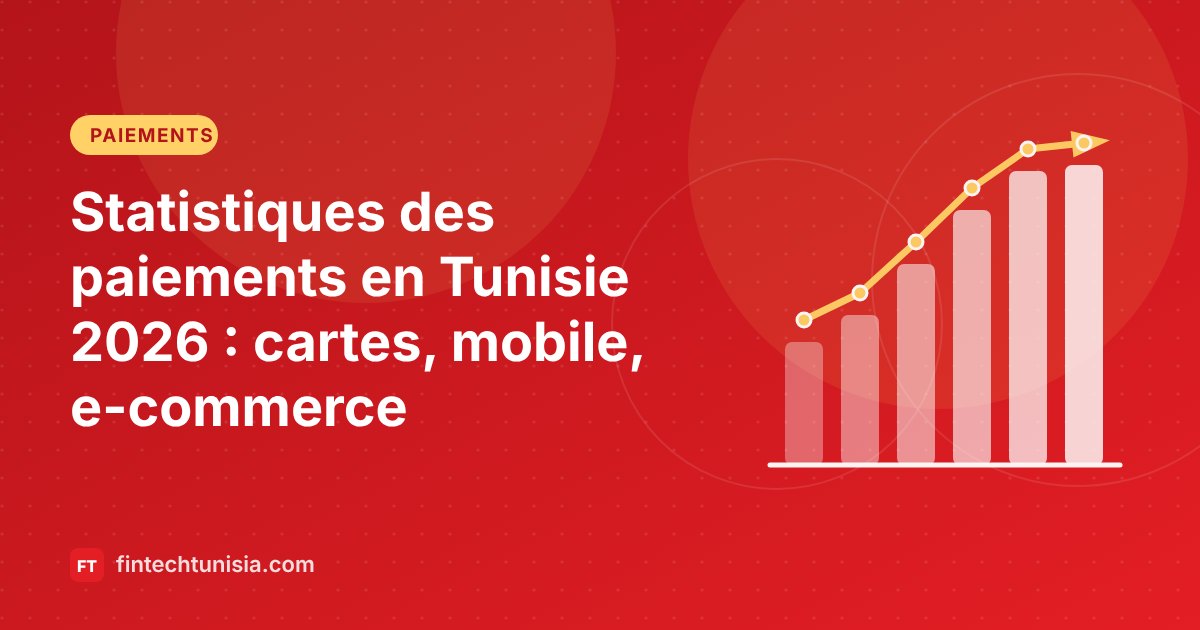 PAIEMENTS
Statistiques des
paiements en Tunisie
2026 : cartes, mobile,
e-commerce
FT fintechtunisia.com